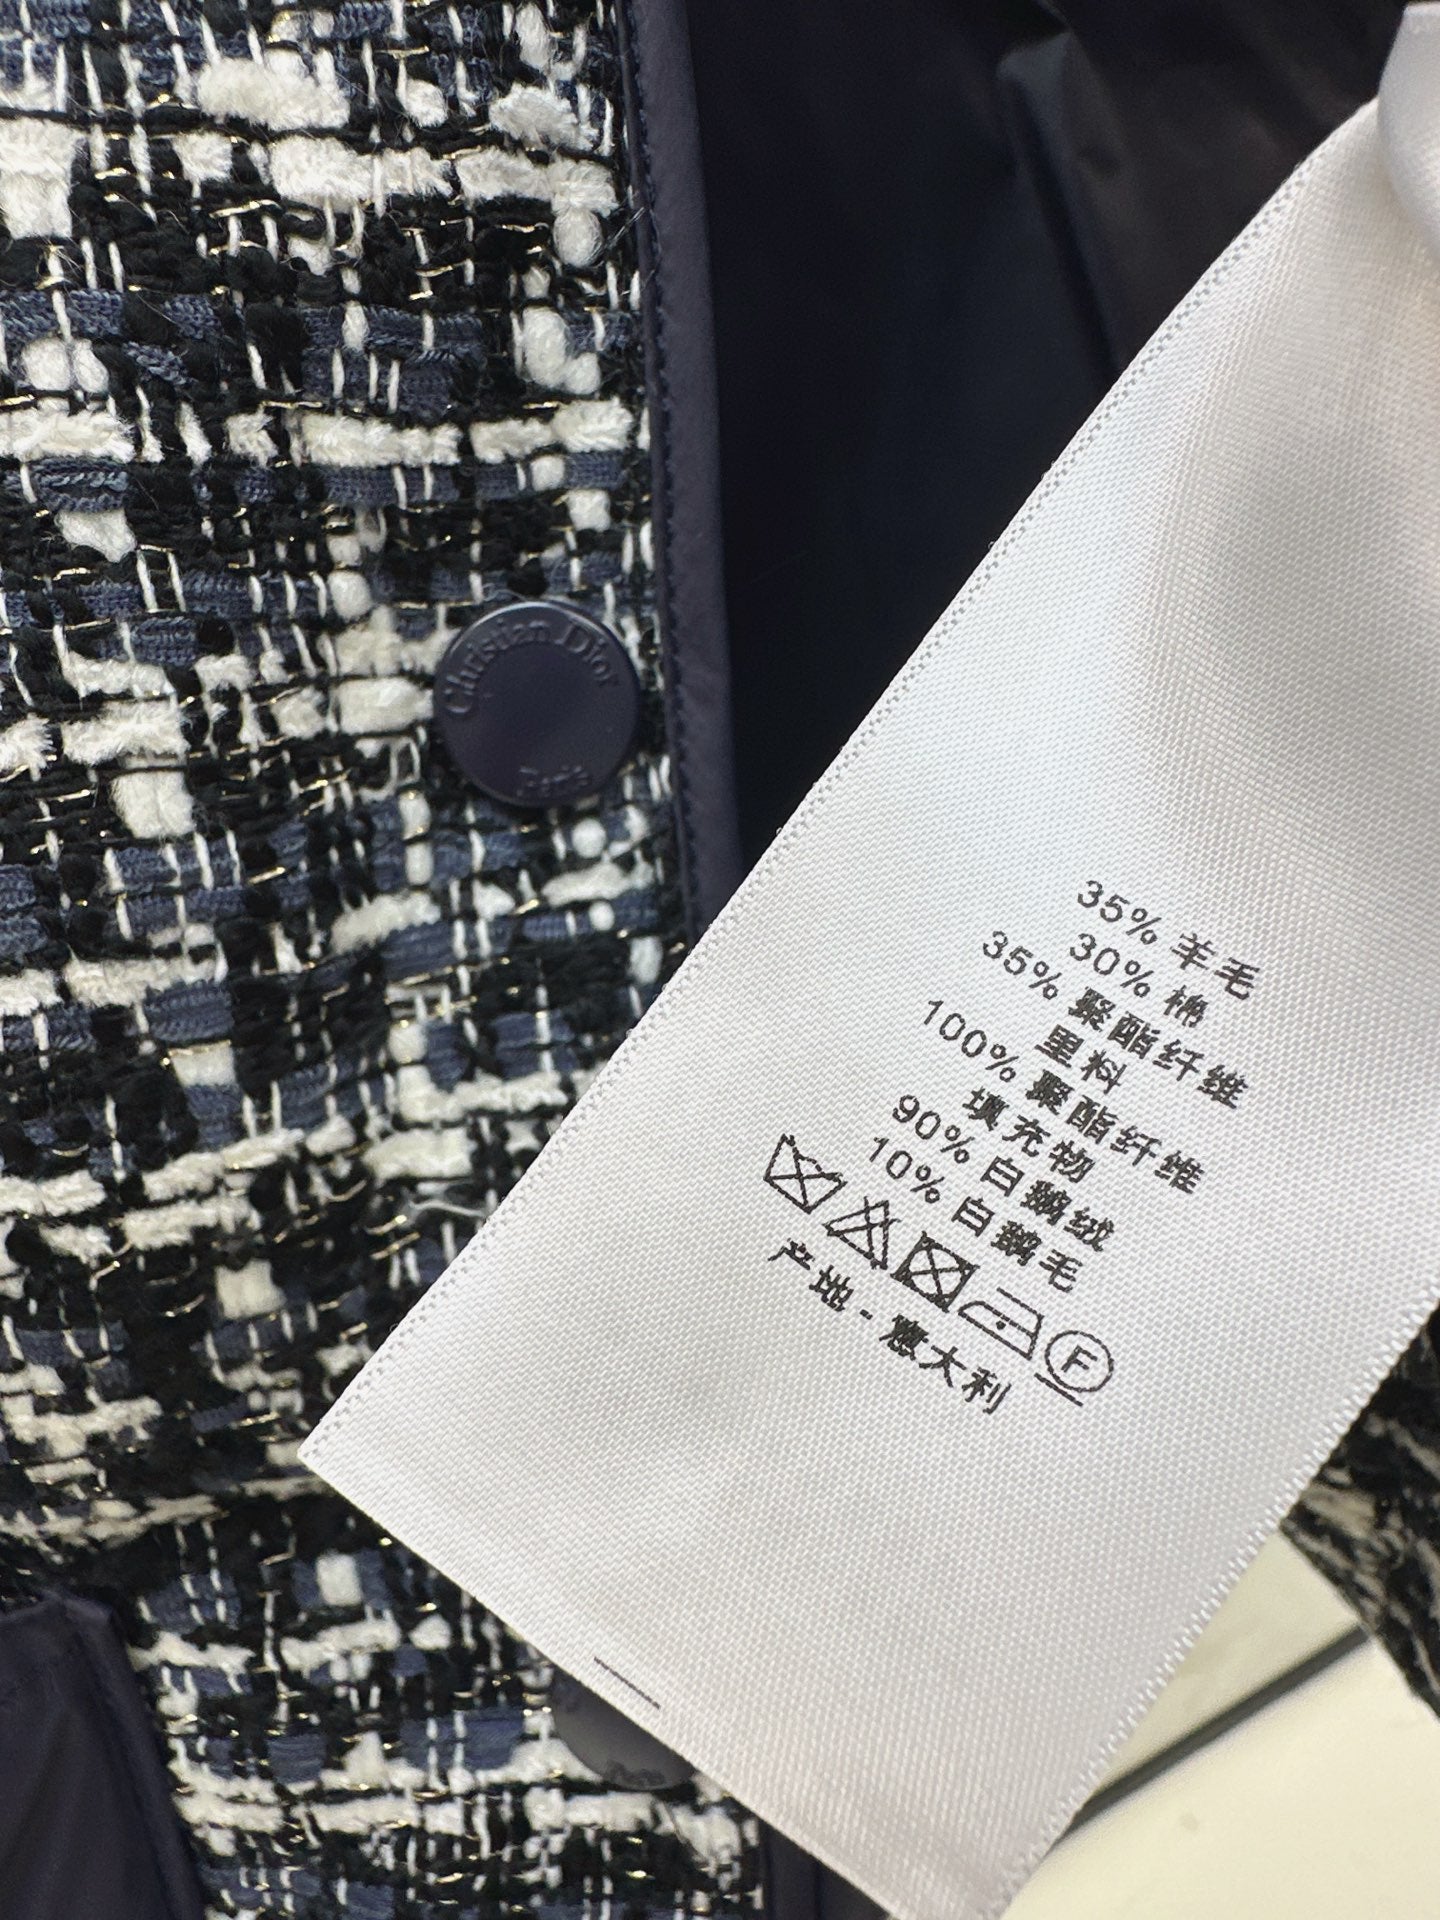 Christian Dior
Paris
35% 羊毛
30% 棉
35% 聚酯纤维
里料
100% 聚酯纤维
填充物
90% 白鹅绒
10% 白鹅毛
F
产地 - 意大利
Paris